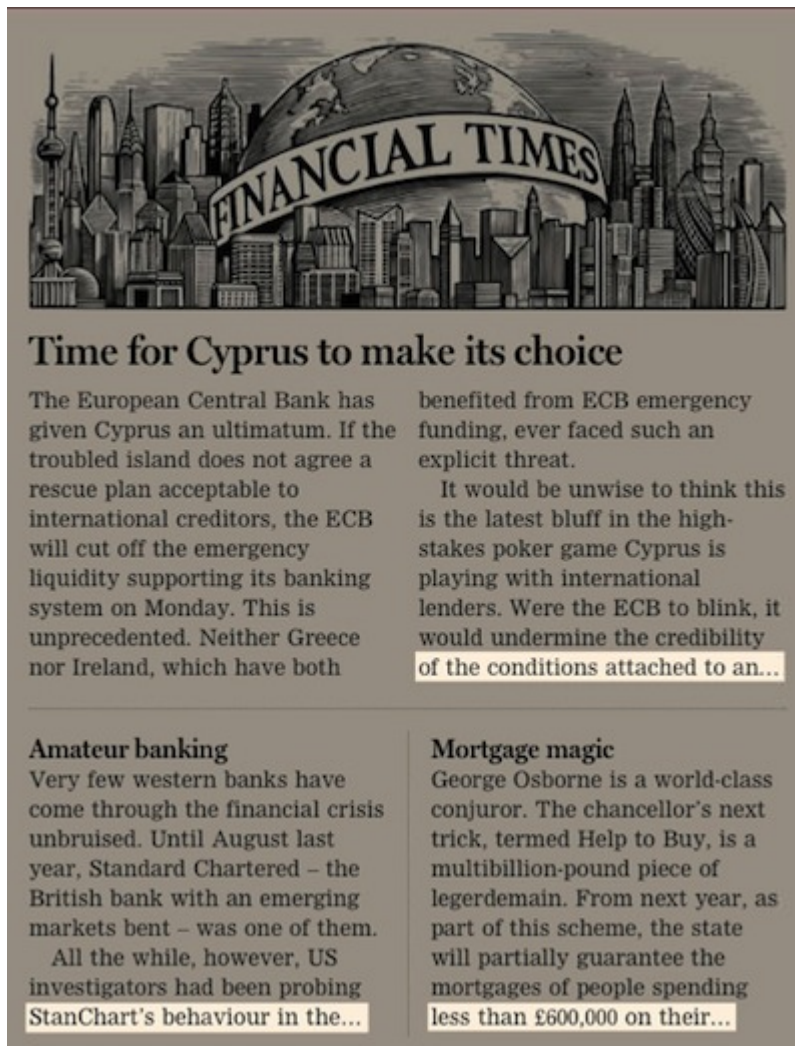 FINANCIAL TIMES
Time for Cyprus to make its choice
The European Central Bank has
given Cyprus an ultimatum. If the
troubled island does not agree a
rescue plan acceptable to
international creditors, the ECB
will cut off the emergency
liquidity supporting its banking
system on Monday. This is
unprecedented. Neither Greece
nor Ireland, which have both
benefited from ECB emergency
funding, ever faced such an
explicit threat.
It would be unwise to think this
is the latest bluff in the high-
stakes poker game Cyprus is
playing with international
lenders. Were the ECB to blink, it
would undermine the credibility
of the conditions attached to an...
Amateur banking
Very few western banks have
come through the financial crisis
unbruised. Until August last
year, Standard Chartered – the
British bank with an emerging
markets bent – was one of them.
All the while, however, US
investigators had been probing
StanChart's behaviour in the...
Mortgage magic
George Osborne is a world-class
conjuror. The chancellor's next
trick, termed Help to Buy, is a
multibillion-pound piece of
legerdemain. From next year, as
part of this scheme, the state
will partially guarantee the
mortgages of people spending
less than £600,000 on their...